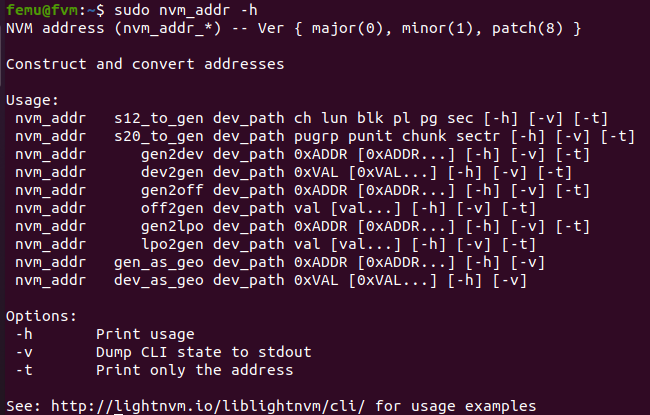 femu@fvm:~$ sudo nvm_addr -h
NVM address (nvm_addr_*) -- Ver { major(0), minor(1), patch(8) }
Construct and convert addresses
Usage:
nvm_addr s12_to_gen dev_path ch lun blk pl pg sec [-h] [-v] [-t]
nvm_addr s20_to_gen dev_path pugrp punit chunk sectr [-h] [-v] [-t]
nvm_addr gen2dev dev_path 0xADDR [0xADDR...] [-h] [-v] [-t]
nvm_addr dev2gen dev_path 0xVAL [0xVAL...] [-h] [-v] [-t]
nvm_addr gen2off dev_path 0xADDR [0xADDR...] [-h] [-v] [-t]
nvm_addr off2gen dev_path val [val...] [-h] [-v] [-t]
nvm_addr gen2lpo dev_path 0xADDR [0xADDR...] [-h] [-v] [-t]
nvm_addr lpo2gen dev_path val [val...] [-h] [-v] [-t]
nvm_addr gen_as_geo dev_path 0xADDR [0xADDR...] [-h] [-v]
nvm_addr dev_as_geo dev_path 0xVAL [0xVAL...] [-h] [-v]
Options:
-h Print usage
-v Dump CLI state to stdout
-t Print only the address
See: http://lightnvm.io/liblightnvm/cli/ for usage examples